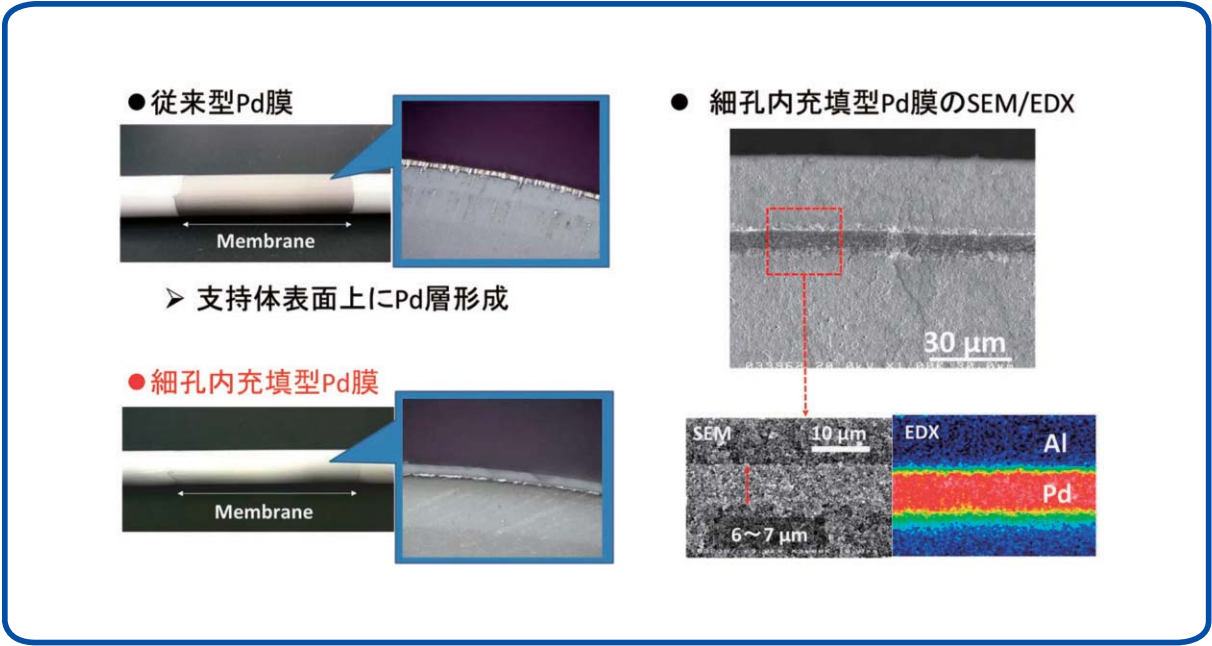 ●従来型Pd膜
Membrane
➢ 支持体表面上にPd層形成
●細孔内充填型Pd膜
Membrane
● 細孔内充填型Pd膜のSEM/EDX
30 μm
SEM
10 μm
6～7 μm
EDX
Al
Pd